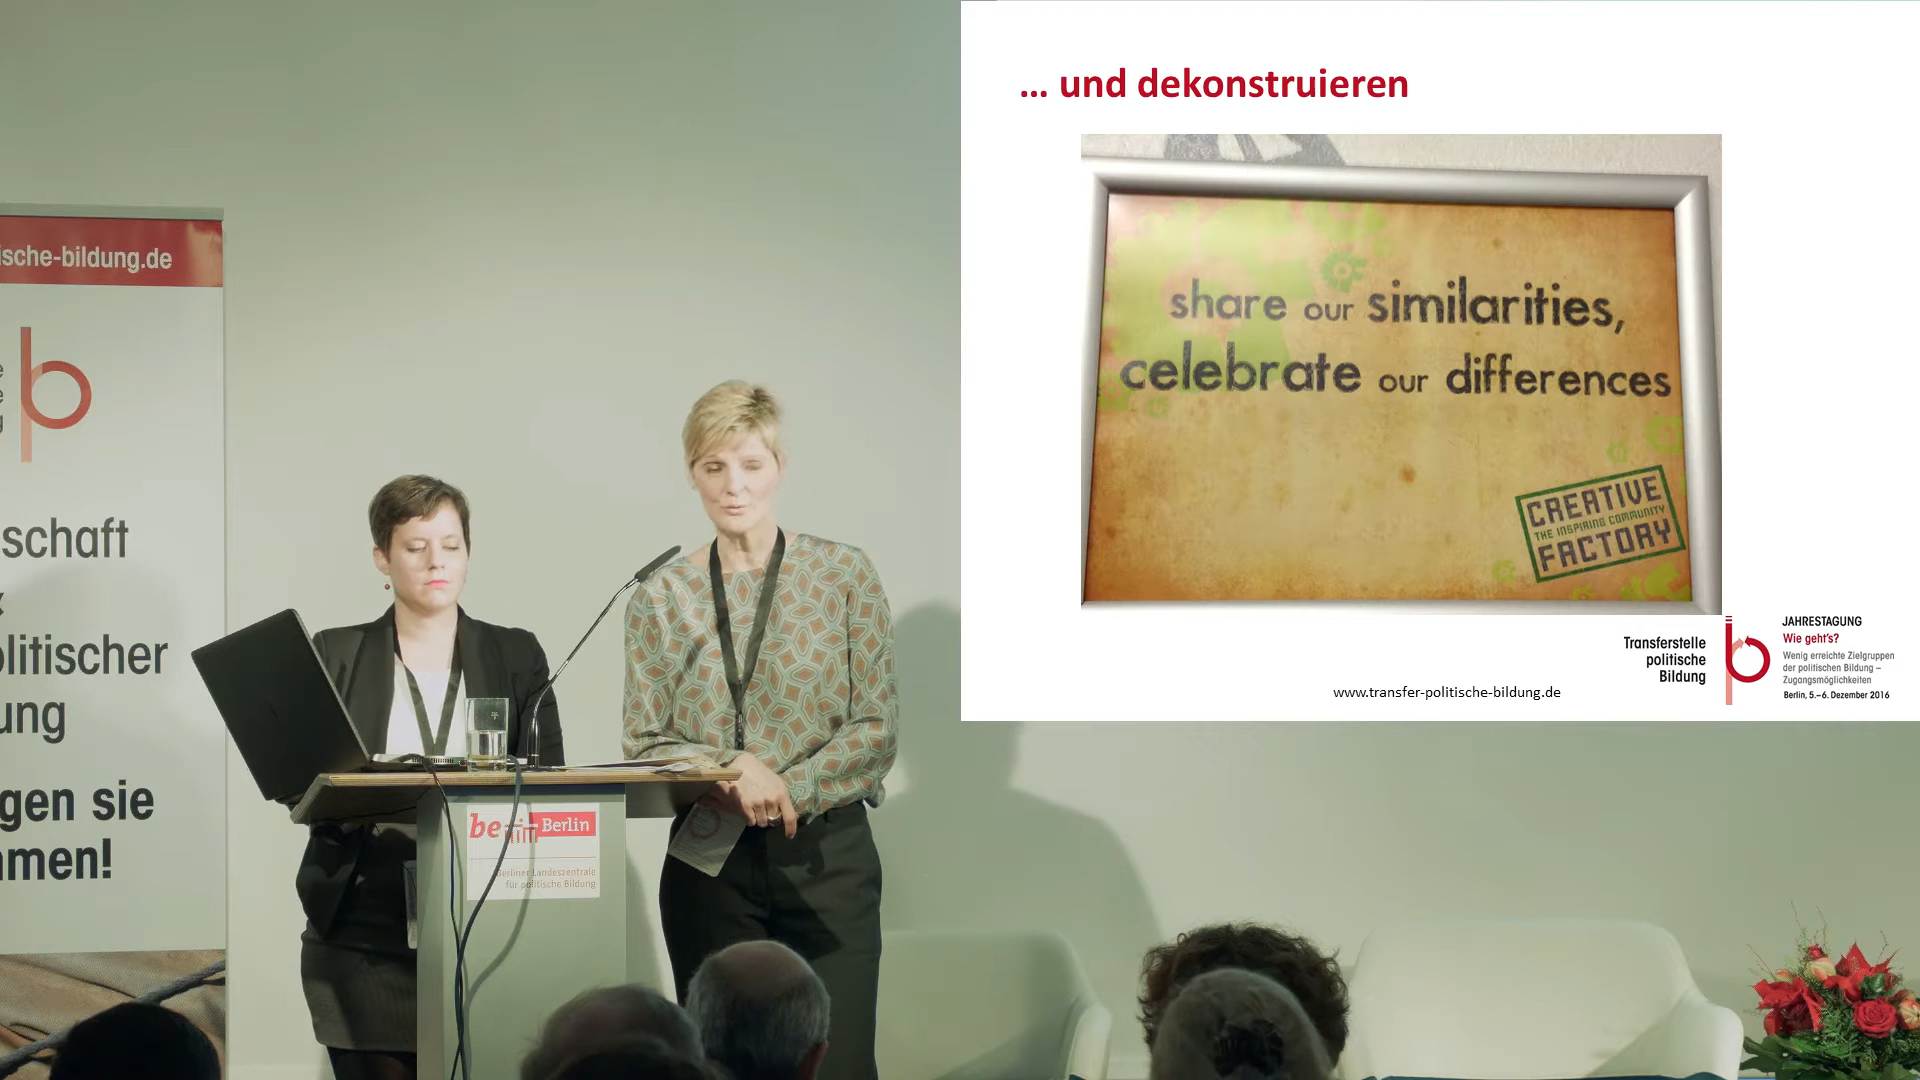 ische-bildung.de
schaft
olitischer
ung
gen sie
men!
be Berlin
Berliner Landeszentrale
für politische Bildung
... und dekonstruieren
share our similarities,
celebrate our differences
CREATIVE
THE INSPIRING COMMUNITY
FACTORY
www.transfer-politische-bildung.de
Transferstelle
politische
Bildung
JAHRESTAGUNG
Wie geht's?
Wenig erreichte Zielgruppen
der politischen Bildung –
Zugangsmöglichkeiten
Berlin, 5.–6. Dezember 2016